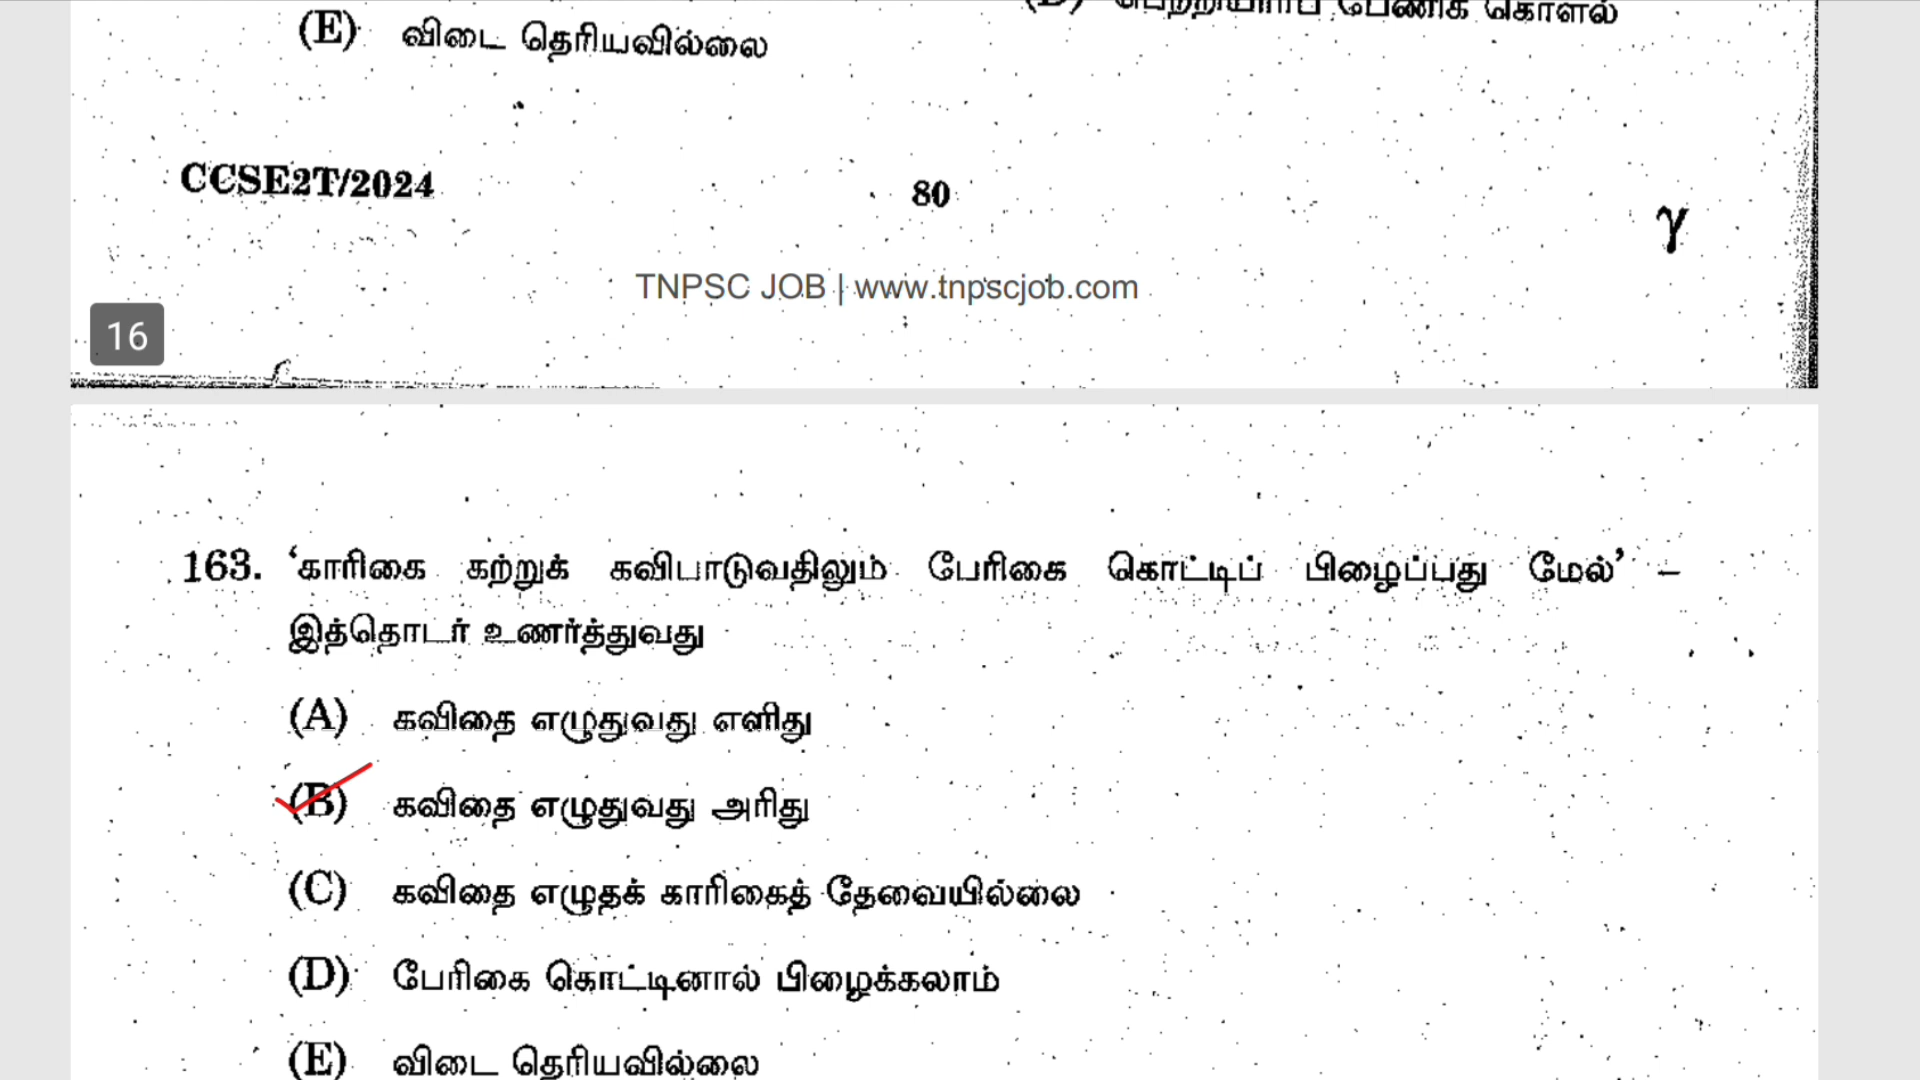 (E) விடை தெரியவில்லை
பேணிக் கொளல்
CCSE2T/2024
80
γ
TNPSC JOB | www.tnpscjob.com
16
163. ‘காரிகை கற்றுக் கவிபாடுவதிலும் பேரிகை கொட்டிப் பிழைப்பது மேல்’ –
இத்தொடர் உணர்த்துவது
(A) கவிதை எழுதுவது எளிது
(B) கவிதை எழுதுவது அரிது
(C) கவிதை எழுதக் காரிகைத் தேவையில்லை
(D) பேரிகை கொட்டினால் பிழைக்கலாம்
(E) விடை தெரியவில்லை